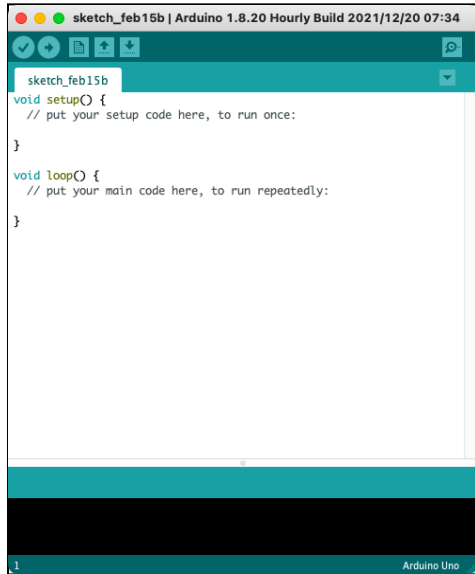 sketch_feb15b | Arduino 1.8.20 Hourly Build 2021/12/20 07:34
sketch_feb15b
void setup() {
  // put your setup code here, to run once:
}
void loop() {
  // put your main code here, to run repeatedly:
}
1 Arduino Uno